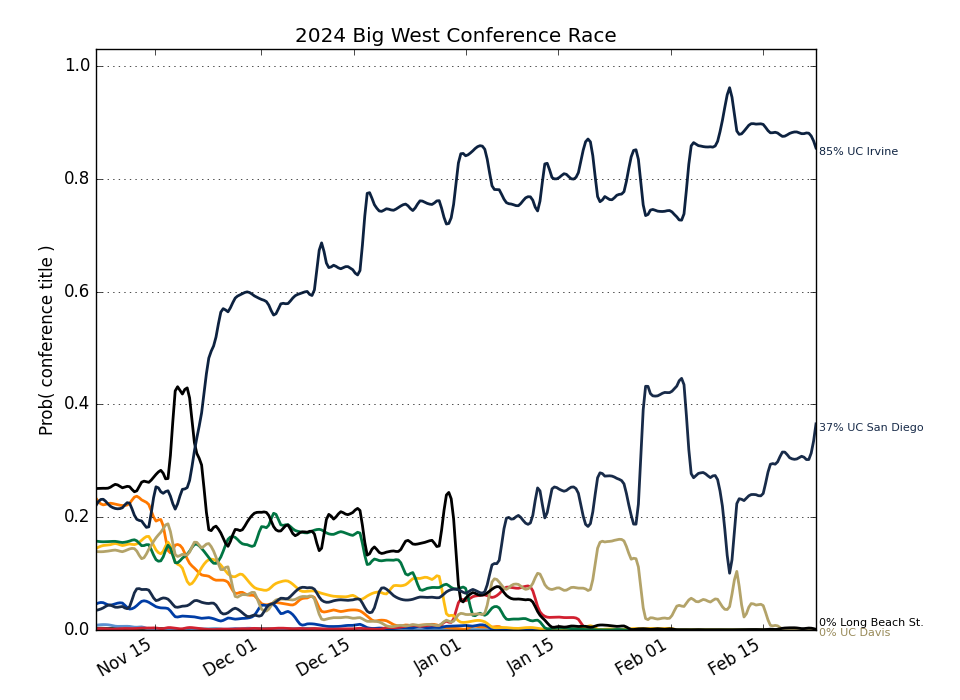 2024 Big West Conference Race
Prob( conference title )
1.0
0.8
0.6
0.4
0.2
0.0
85% UC Irvine
37% UC San Diego
0% Long Beach St.
0% UC Davis
Nov 15
Dec 01
Dec 15
Jan 01
Jan 15
Feb 01
Feb 15